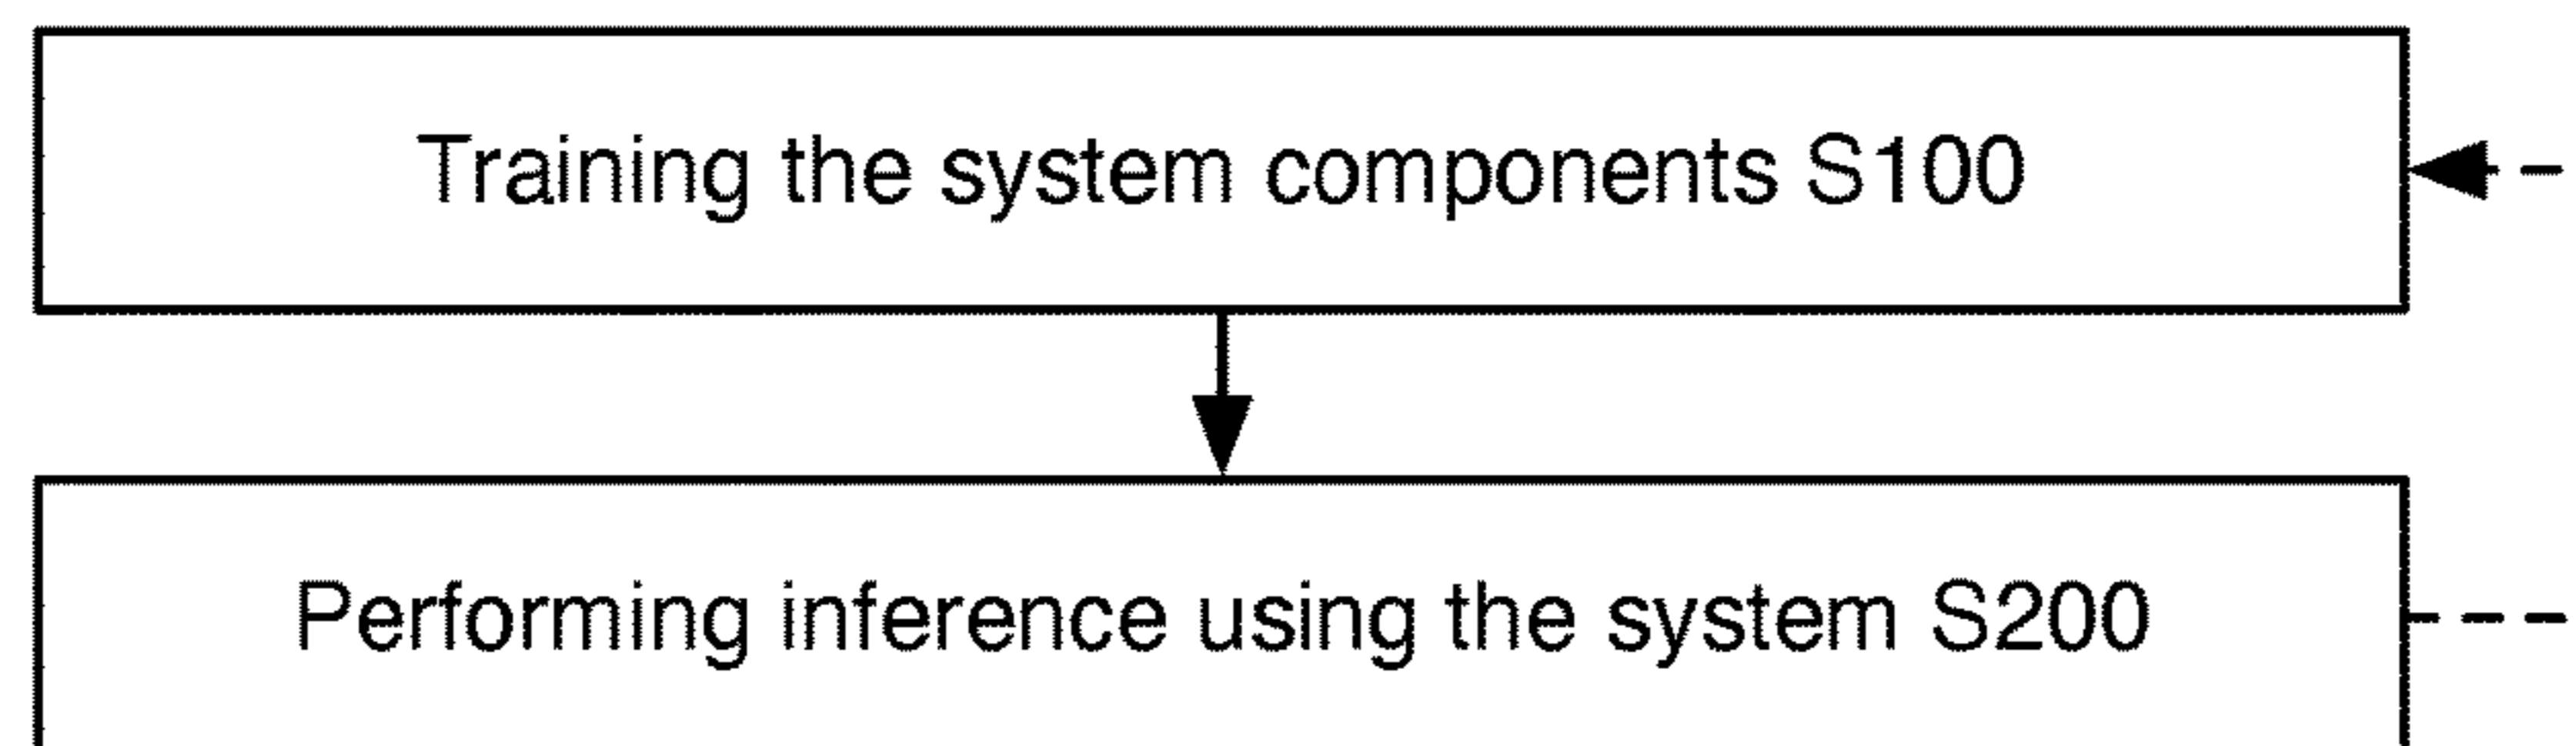 Training the system components S100
Performing inference using the system S200